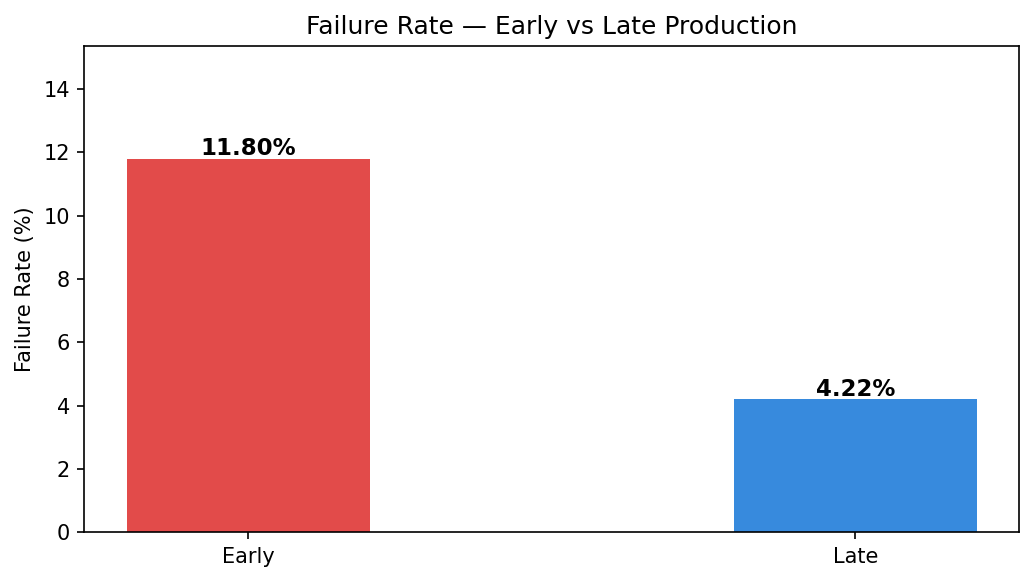 Failure Rate — Early vs Late Production
Failure Rate (%)
14
12
10
8
6
4
2
0
11.80%
4.22%
Early
Late